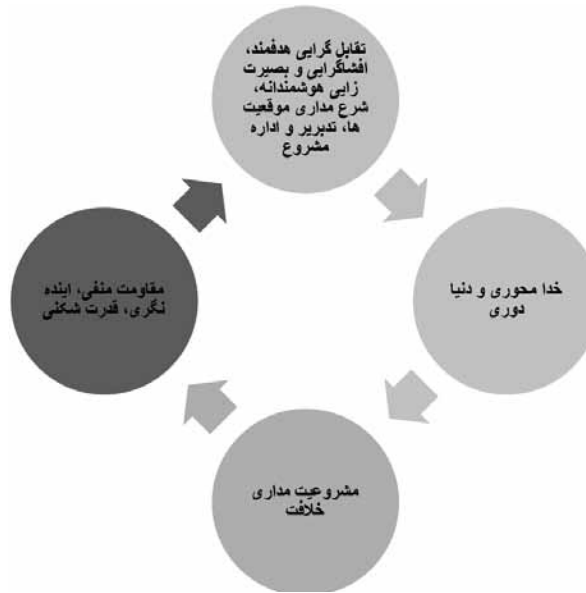 تقابل گرایی هدفمند،
افشاگرایی و بصیرت
زایی هوشمندانه،
شرع مداری موقعیت
ها، تدبریر و اداره
مشروع
خدا محوری و دنیا
دوری
مشروعیت مداری
خلافت
مقاومت منفی، اینده
نگری، قدرت شکنی